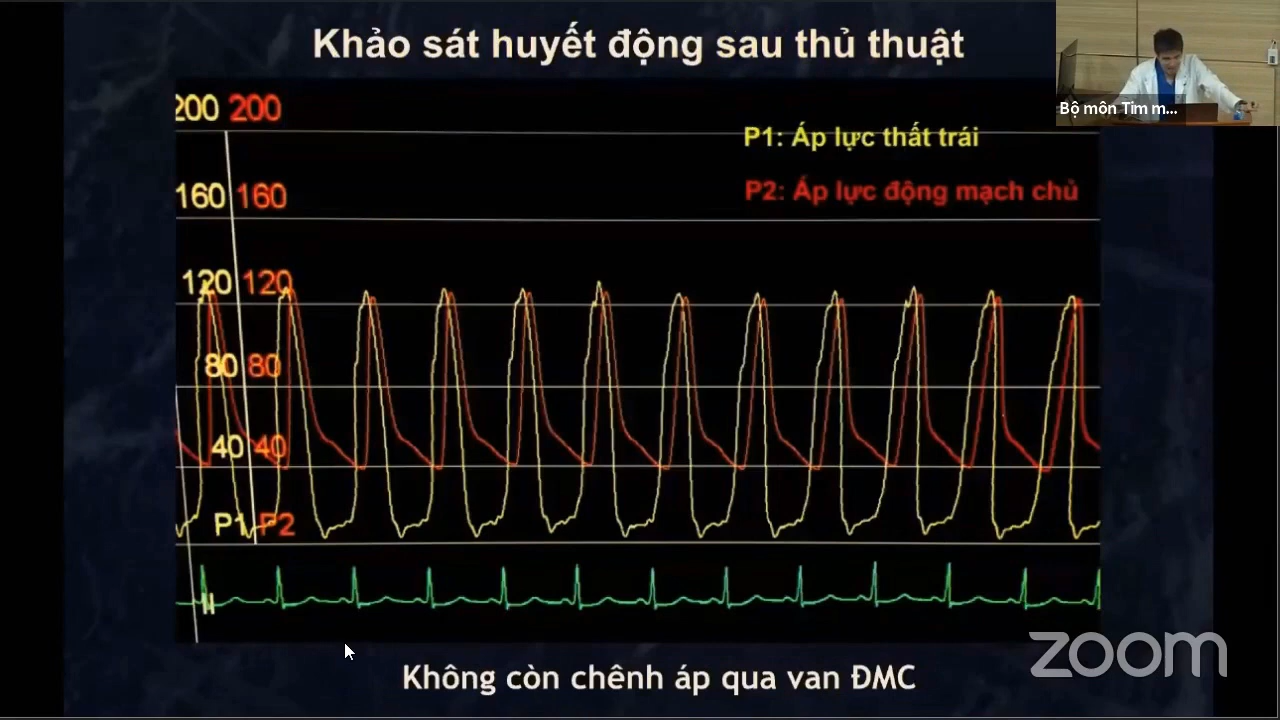 Khảo sát huyết động sau thủ thuật
Bộ môn Tim m...
200 200
P1: Áp lực thất trái
160 160
P2: Áp lực động mạch chủ
120 120
80 80
40 40
P1 P2
II
Không còn chênh áp qua van ĐMC
zoom